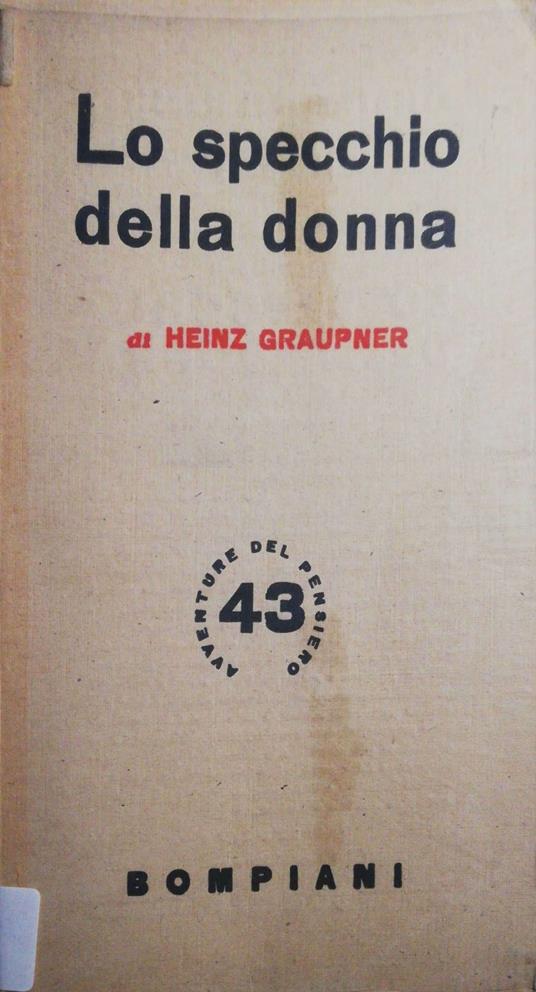 Lo specchio
della donna
di HEINZ GRAUPNER
AVVENTURE DEL PENSIERO
43
BOMPIANI